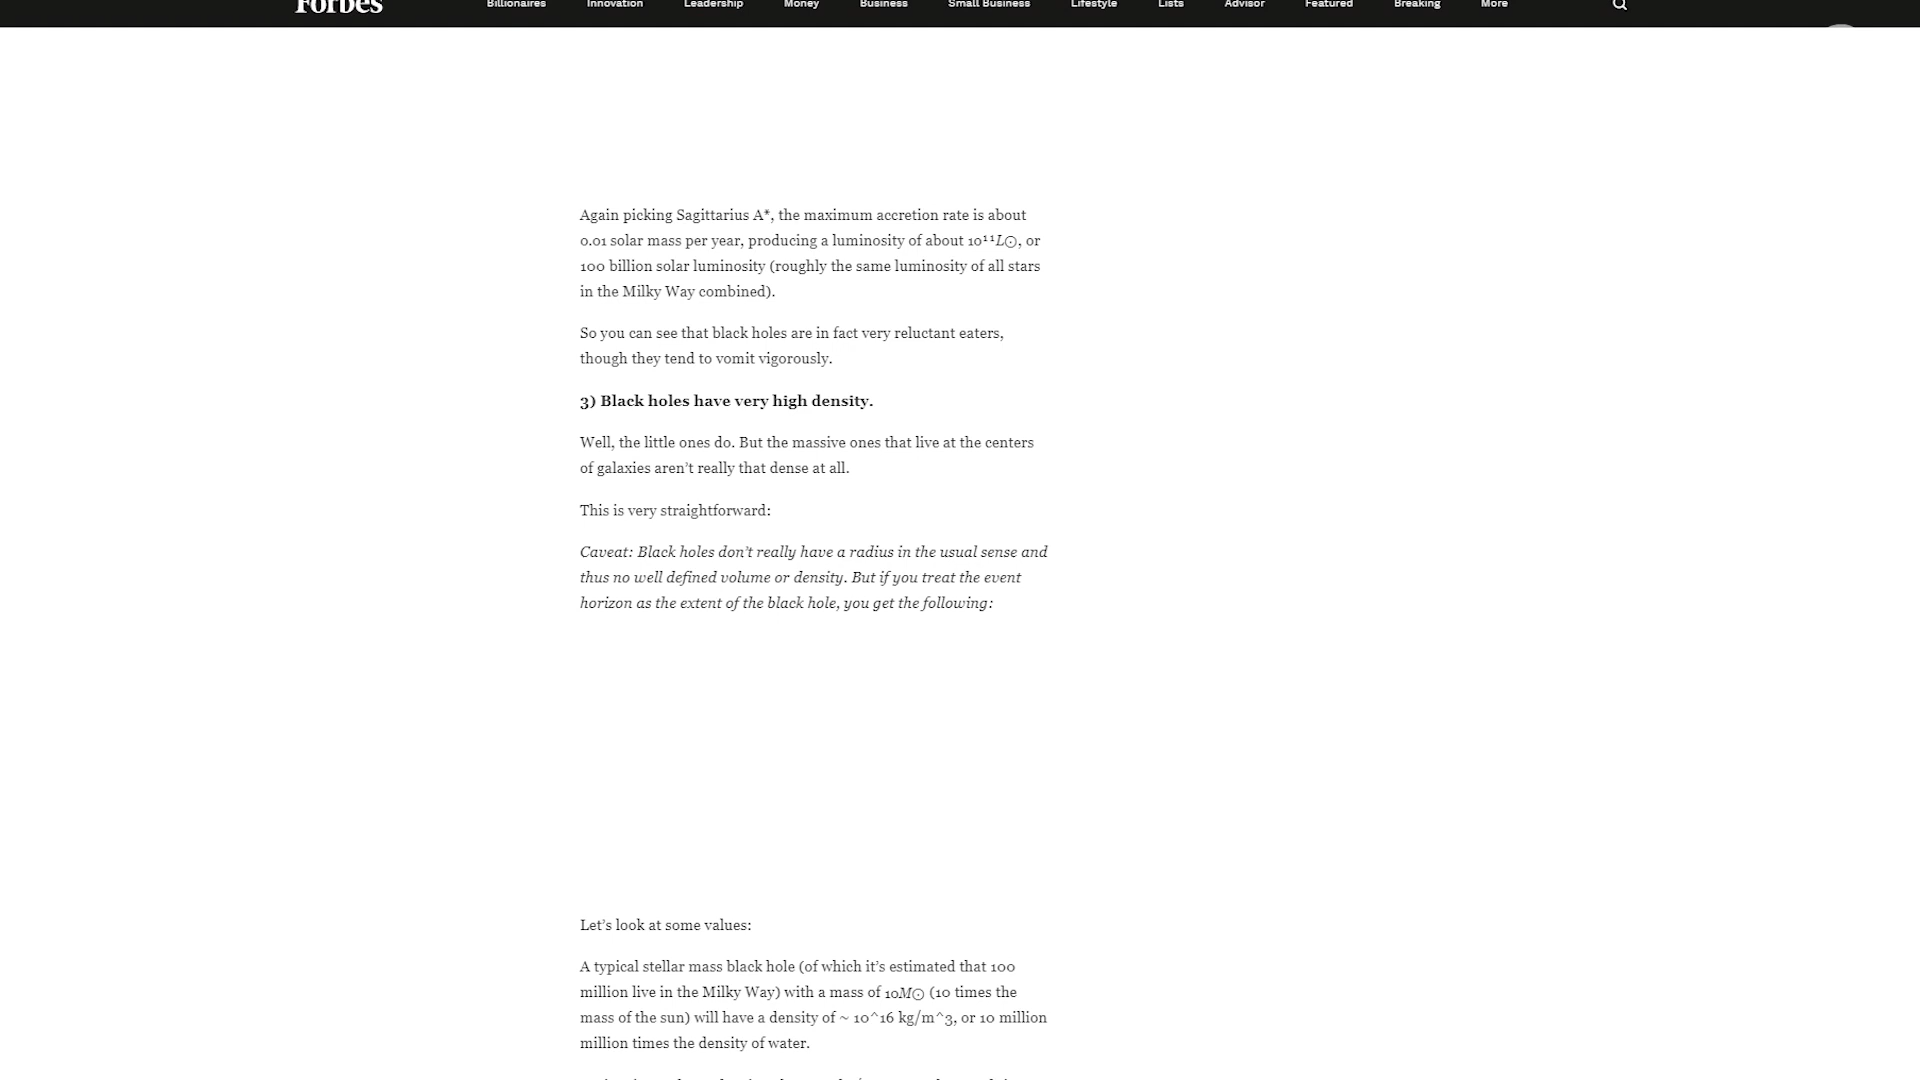 Forbes
Billionaires Innovation Leadership Money Business Small Business Lifestyle Lists Advisor Featured Breaking More
Again picking Sagittarius A*, the maximum accretion rate is about
0.01 solar mass per year, producing a luminosity of about 10¹¹L⊙, or
100 billion solar luminosity (roughly the same luminosity of all stars
in the Milky Way combined).
So you can see that black holes are in fact very reluctant eaters,
though they tend to vomit vigorously.
3) Black holes have very high density.
Well, the little ones do. But the massive ones that live at the centers
of galaxies aren’t really that dense at all.
This is very straightforward:
Caveat: Black holes don’t really have a radius in the usual sense and
thus no well defined volume or density. But if you treat the event
horizon as the extent of the black hole, you get the following:
Let’s look at some values:
A typical stellar mass black hole (of which it’s estimated that 100
million live in the Milky Way) with a mass of 10M⊙ (10 times the
mass of the sun) will have a density of ~ 10^16 kg/m^3, or 10 million
million times the density of water.